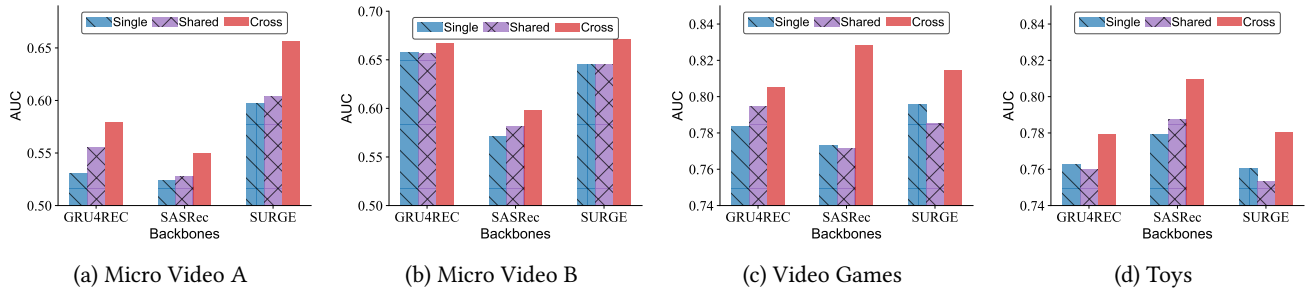 Single Shared Cross
0.65
0.60
0.55
0.50
AUC
GRU4REC SASRec SURGE
Backbones
(a) Micro Video A
Single Shared Cross
0.70
0.65
0.60
0.55
0.50
AUC
GRU4REC SASRec SURGE
Backbones
(b) Micro Video B
Single Shared Cross
0.84
0.82
0.80
0.78
0.76
0.74
AUC
GRU4REC SASRec SURGE
Backbones
(c) Video Games
Single Shared Cross
0.84
0.82
0.80
0.78
0.76
0.74
AUC
GRU4REC SASRec SURGE
Backbones
(d) Toys